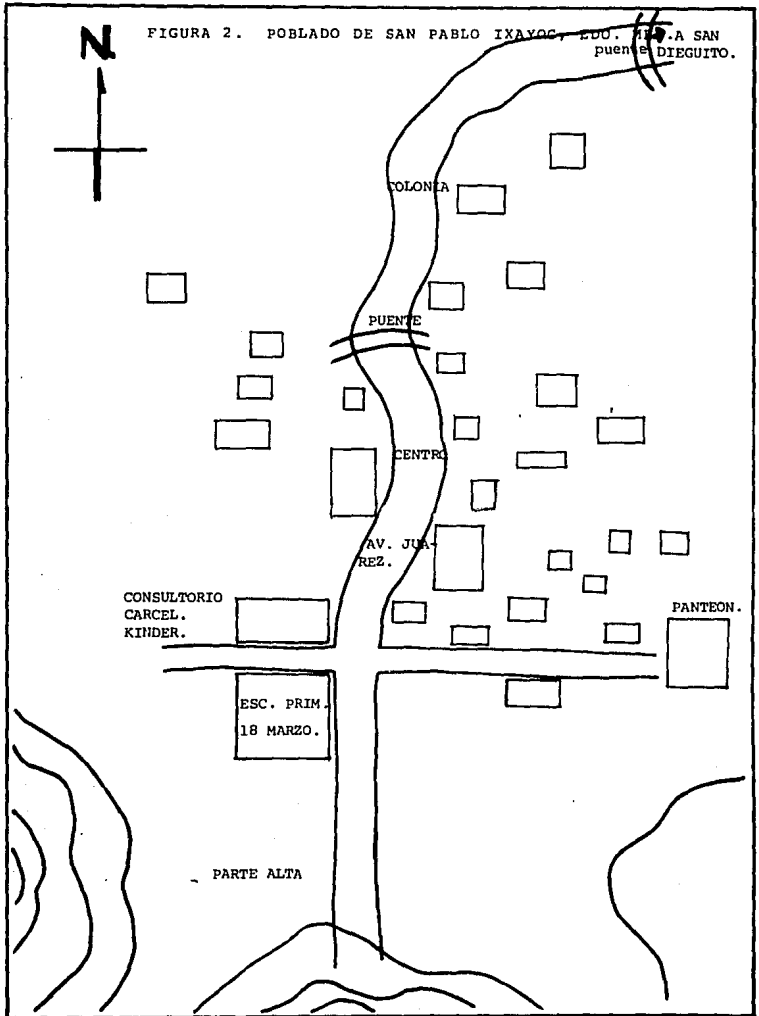 N
FIGURA 2. POBLADO DE SAN PABLO IXAYOC, EDO. MEX. A SAN
puente DIEGUITO.
COLONIA
PUENTE
CENTRO
AV. JUA-
REZ.
CONSULTORIO
CARCEL.
KINDER.
PANTEON.
ESC. PRIM.
18 MARZO.
PARTE ALTA